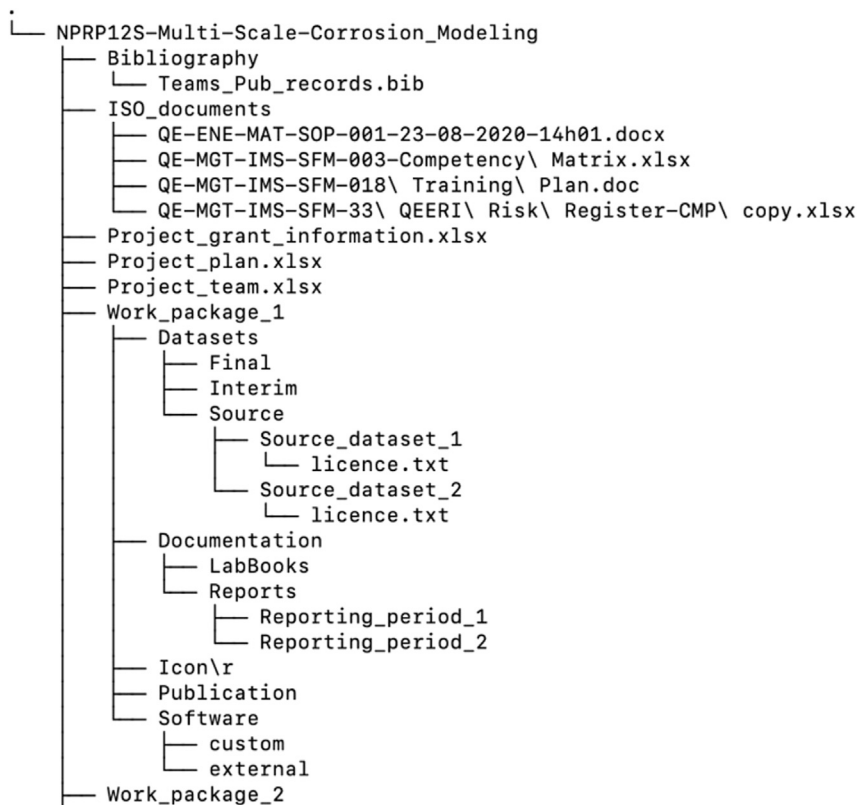 .
└── NPRP12S-Multi-Scale-Corrosion_Modeling
    ├── Bibliography
    │   └── Teams_Pub_records.bib
    ├── ISO_documents
    │   ├── QE-ENE-MAT-SOP-001-23-08-2020-14h01.docx
    │   ├── QE-MGT-IMS-SFM-003-Competency\ Matrix.xlsx
    │   ├── QE-MGT-IMS-SFM-018\ Training\ Plan.doc
    │   └── QE-MGT-IMS-SFM-33\ QEERI\ Risk\ Register-CMP\ copy.xlsx
    ├── Project_grant_information.xlsx
    ├── Project_plan.xlsx
    ├── Project_team.xlsx
    ├── Work_package_1
    │   ├── Datasets
    │   │   ├── Final
    │   │   ├── Interim
    │   │   └── Source
    │   │       ├── Source_dataset_1
    │   │       │   └── licence.txt
    │   │       └── Source_dataset_2
    │   │           └── licence.txt
    │   ├── Documentation
    │   │   ├── LabBooks
    │   │   └── Reports
    │   │       ├── Reporting_period_1
    │   │       └── Reporting_period_2
    │   ├── Icon\r
    │   ├── Publication
    │   └── Software
    │       ├── custom
    │       └── external
    ├── Work_package_2